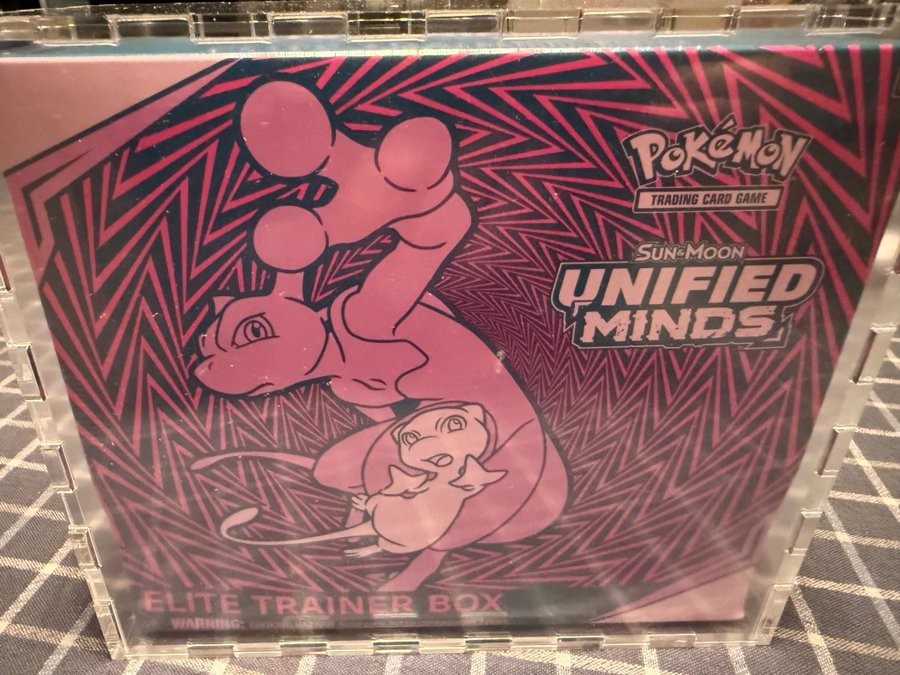 Pokémon
TRADING CARD GAME
SUN & MOON
UNIFIED
MINDS
ELITE TRAINER BOX
WARNING: